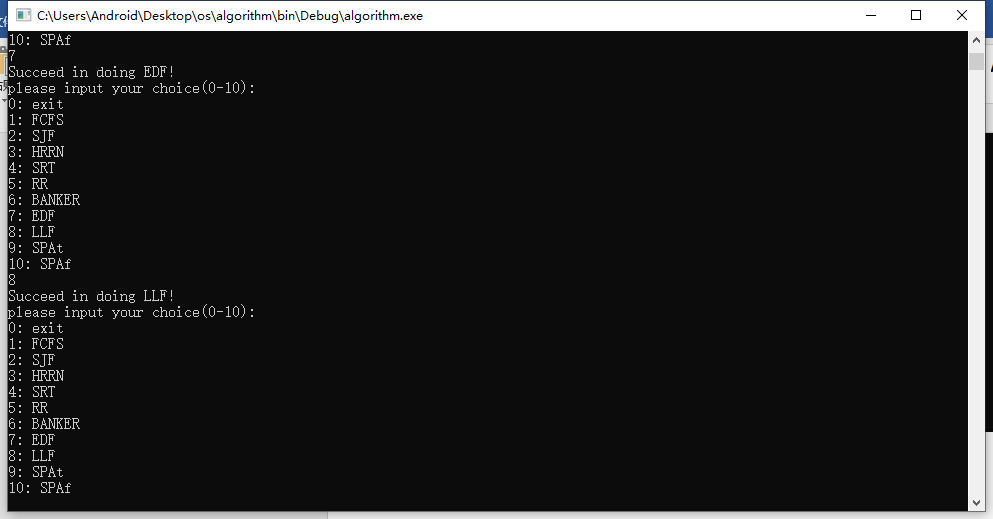 C:\Users\Android\Desktop\os\algorithm\bin\Debug\algorithm.exe
10: SPAf
7
Succeed in doing EDF!
please input your choice(0-10):
0: exit
1: FCFS
2: SJF
3: HRRN
4: SRT
5: RR
6: BANKER
7: EDF
8: LLF
9: SPAt
10: SPAf
8
Succeed in doing LLF!
please input your choice(0-10):
0: exit
1: FCFS
2: SJF
3: HRRN
4: SRT
5: RR
6: BANKER
7: EDF
8: LLF
9: SPAt
10: SPAf